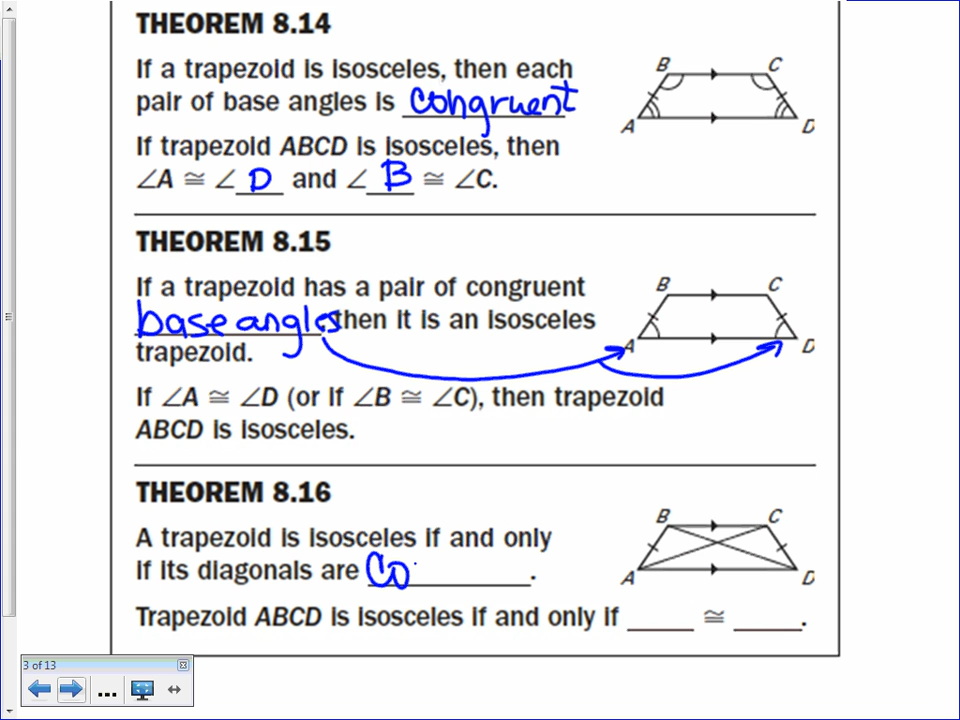 THEOREM 8.14
If a trapezoid is isosceles, then each
pair of base angles is congruent
If trapezoid ABCD is isosceles, then
∠A ≅ ∠ D and ∠ B ≅ ∠C.
B C
A D
THEOREM 8.15
If a trapezoid has a pair of congruent
base angles then it is an isosceles
trapezoid.
If ∠A ≅ ∠D (or if ∠B ≅ ∠C), then trapezoid
ABCD is isosceles.
B C
A D
THEOREM 8.16
A trapezoid is isosceles if and only
if its diagonals are Co____.
Trapezoid ABCD is isosceles if and only if ____ ≅ ____.
B C
A D
3 of 13
...